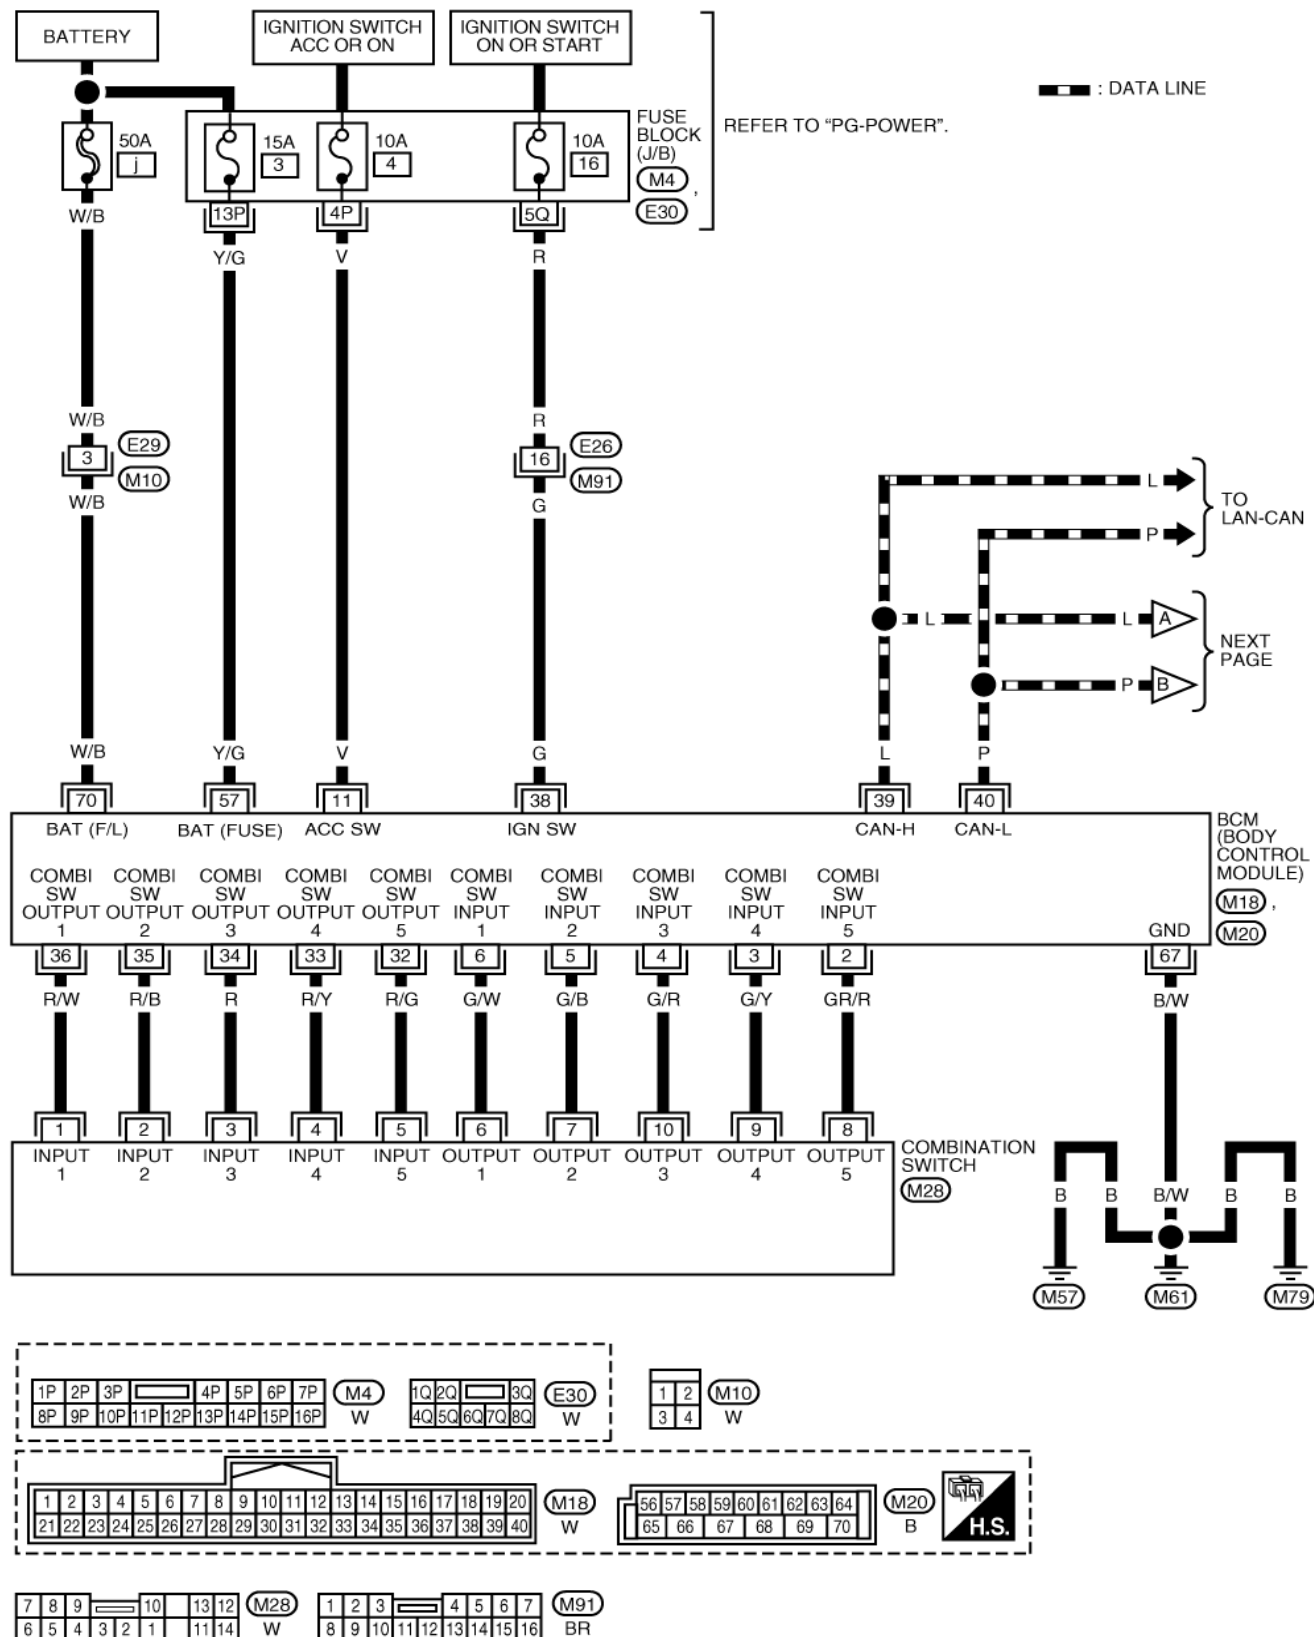 BATTERY
IGNITION SWITCH
ACC OR ON
IGNITION SWITCH
ON OR START
: DATA LINE
50A
j
15A
3
10A
4
10A
16
FUSE
BLOCK
(J/B)
M4 ,
E30
REFER TO “PG-POWER”.
13P 4P 5Q
W/B Y/G V R
W/B R
3 E29
M10
16 E26
M91
W/B G
L
P
TO
LAN-CAN
L L A
P B
NEXT
PAGE
W/B Y/G V G L P
70 57 11 38 39 40
BAT (F/L) BAT (FUSE) ACC SW IGN SW CAN-H CAN-L
BCM
(BODY
CONTROL
MODULE)
M18 ,
M20
COMBI COMBI COMBI COMBI COMBI COMBI COMBI COMBI COMBI COMBI
SW SW SW SW SW SW SW SW SW SW
OUTPUT OUTPUT OUTPUT OUTPUT OUTPUT INPUT INPUT INPUT INPUT INPUT
1 2 3 4 5 1 2 3 4 5
GND
36 35 34 33 32 6 5 4 3 2 67
R/W R/B R R/Y R/G G/W G/B G/R G/Y GR/R B/W
1 2 3 4 5 6 7 10 9 8
INPUT INPUT INPUT INPUT INPUT OUTPUT OUTPUT OUTPUT OUTPUT OUTPUT
1 2 3 4 5 1 2 3 4 5
COMBINATION
SWITCH
M28
B B B/W B B
M57 M61 M79
1P 2P 3P 4P 5P 6P 7P
8P 9P 10P 11P 12P 13P 14P 15P 16P
M4
W
1Q 2Q 3Q
4Q 5Q 6Q 7Q 8Q
E30
W
1 2
3 4
M10
W
1 2 3 4 5 6 7 8 9 10 11 12 13 14 15 16 17 18 19 20
21 22 23 24 25 26 27 28 29 30 31 32 33 34 35 36 37 38 39 40
M18
W
56 57 58 59 60 61 62 63 64
65 66 67 68 69 70
M20
B
H.S.
7 8 9 10 13 12
6 5 4 3 2 1 11 14
M28
W
1 2 3 4 5 6 7
8 9 10 11 12 13 14 15 16
M91
BR